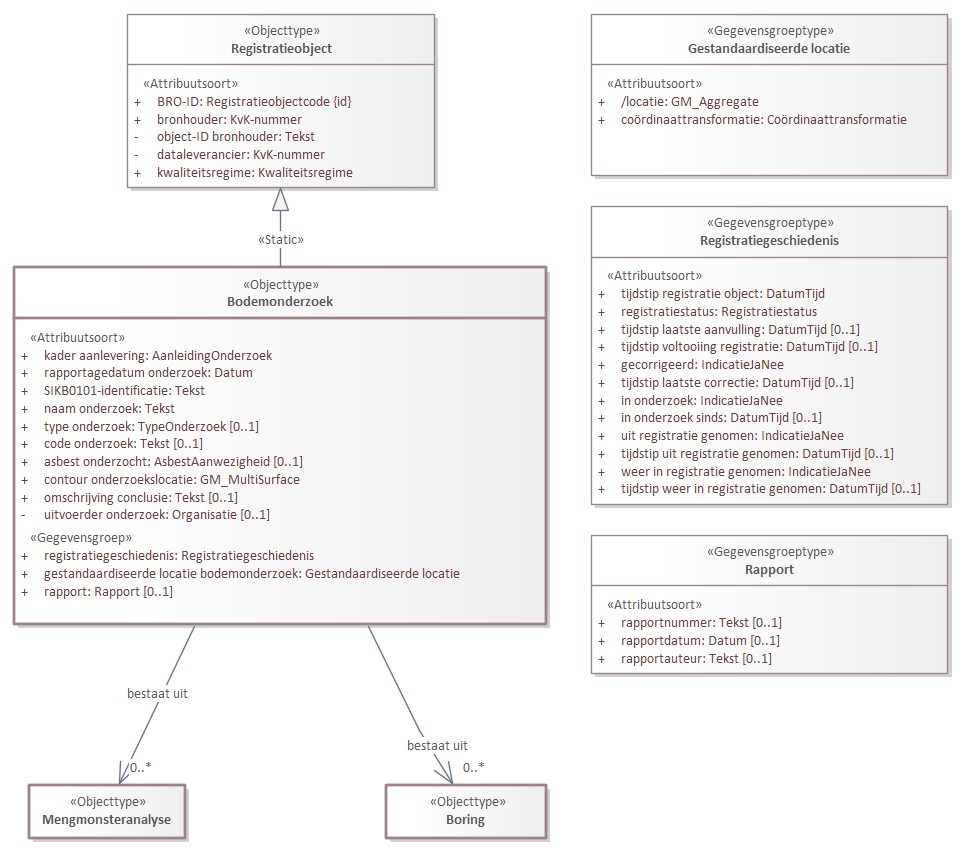 «Objecttype»
Registratieobject
«Attribuutsoort»
+ BRO-ID: Registratieobjectcode {id}
+ bronhouder: KvK-nummer
- object-ID bronhouder: Tekst
- dataleverancier: KvK-nummer
+ kwaliteitsregime: Kwaliteitsregime
«Static»
«Objecttype»
Bodemonderzoek
«Attribuutsoort»
+ kader aanlevering: AanleidingOnderzoek
+ rapportagedatum onderzoek: Datum
+ SIKB0101-identificatie: Tekst
+ naam onderzoek: Tekst
+ type onderzoek: TypeOnderzoek [0..1]
+ code onderzoek: Tekst [0..1]
+ asbest onderzocht: AsbestAanwezigheid [0..1]
+ contour onderzoekslocatie: GM_MultiSurface
+ omschrijving conclusie: Tekst [0..1]
- uitvoerder onderzoek: Organisatie [0..1]
«Gegevensgroep»
+ registratiegeschiedenis: Registratiegeschiedenis
+ gestandaardiseerde locatie bodemonderzoek: Gestandaardiseerde locatie
+ rapport: Rapport [0..1]
bestaat uit
0..*
bestaat uit
0..*
«Objecttype»
Mengmonsteranalyse
«Objecttype»
Boring
«Gegevensgroeptype»
Gestandaardiseerde locatie
«Attribuutsoort»
+ /locatie: GM_Aggregate
+ coördinaattransformatie: Coördinaattransformatie
«Gegevensgroeptype»
Registratiegeschiedenis
«Attribuutsoort»
+ tijdstip registratie object: DatumTijd
+ registratiestatus: Registratiestatus
+ tijdstip laatste aanvulling: DatumTijd [0..1]
+ tijdstip voltooiing registratie: DatumTijd [0..1]
+ gecorrigeerd: IndicatieJaNee
+ tijdstip laatste correctie: DatumTijd [0..1]
+ in onderzoek: IndicatieJaNee
+ in onderzoek sinds: DatumTijd [0..1]
+ uit registratie genomen: IndicatieJaNee
+ tijdstip uit registratie genomen: DatumTijd [0..1]
+ weer in registratie genomen: IndicatieJaNee
+ tijdstip weer in registratie genomen: DatumTijd [0..1]
«Gegevensgroeptype»
Rapport
«Attribuutsoort»
+ rapportnummer: Tekst [0..1]
+ rapportdatum: Datum [0..1]
+ rapportauteur: Tekst [0..1]